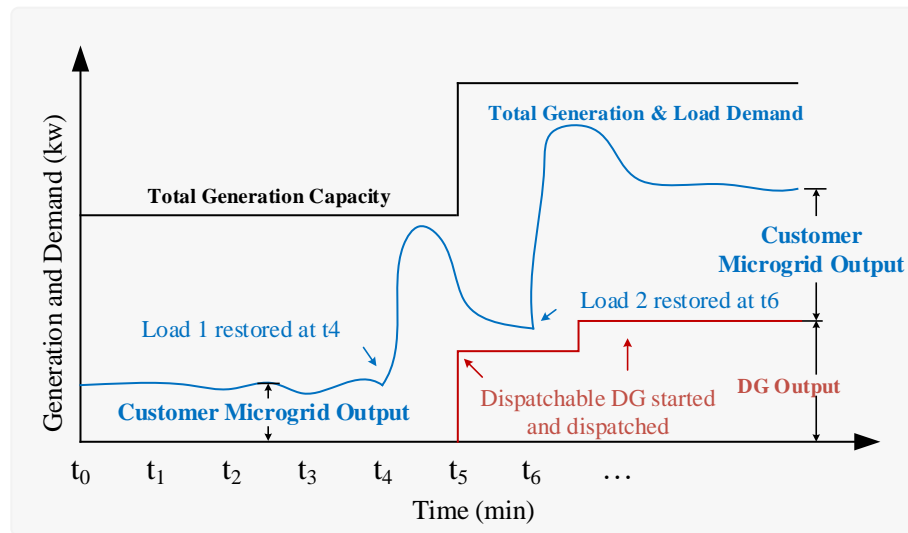 Generation and Demand (kw)
Total Generation & Load Demand
Total Generation Capacity
Customer
Microgrid Output
Load 1 restored at t4
Load 2 restored at t6
Customer Microgrid Output
Dispatchable DG started
and dispatched
DG Output
t0 t1 t2 t3 t4 t5 t6 …
Time (min)